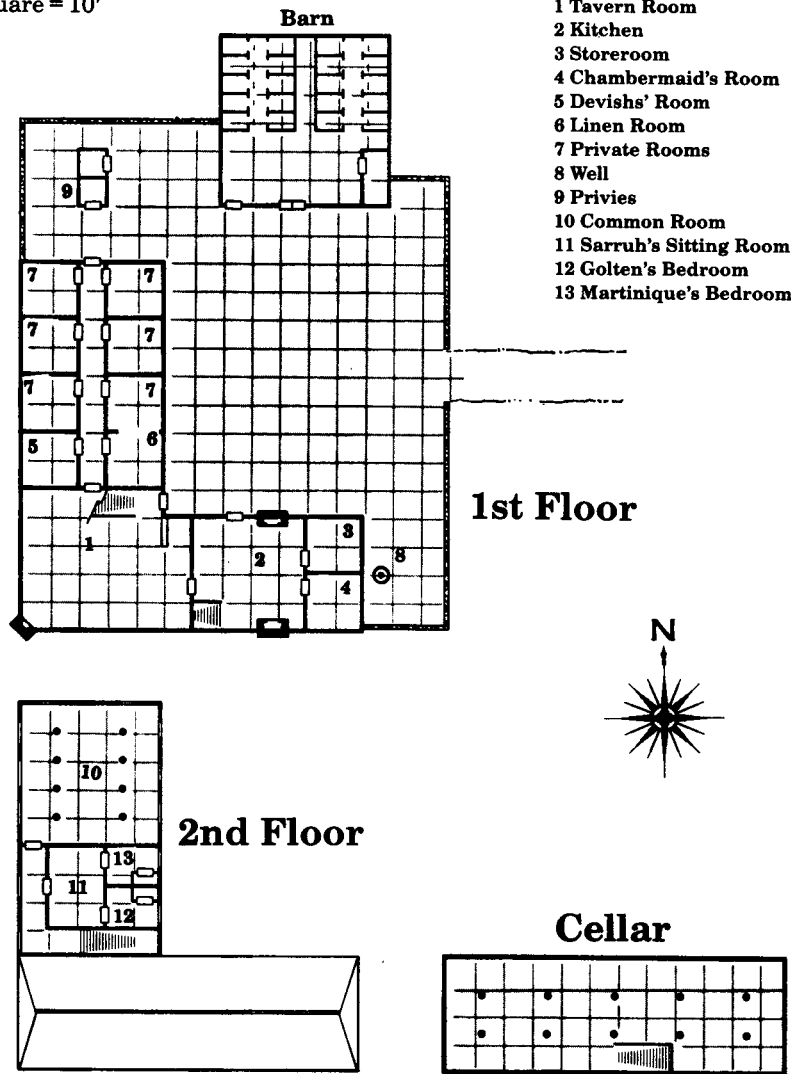 = 10'
Barn
1 Tavern Room
2 Kitchen
3 Storeroom
4 Chambermaid's Room
5 Devishs' Room
6 Linen Room
7 Private Rooms
8 Well
9 Privies
10 Common Room
11 Sarruh's Sitting Room
12 Golten's Bedroom
13 Martinique's Bedroom
9
7 7
7 7
7 7
5 6
1st Floor
1 2 3 8
4
N
10
2nd Floor
13
11
12
Cellar